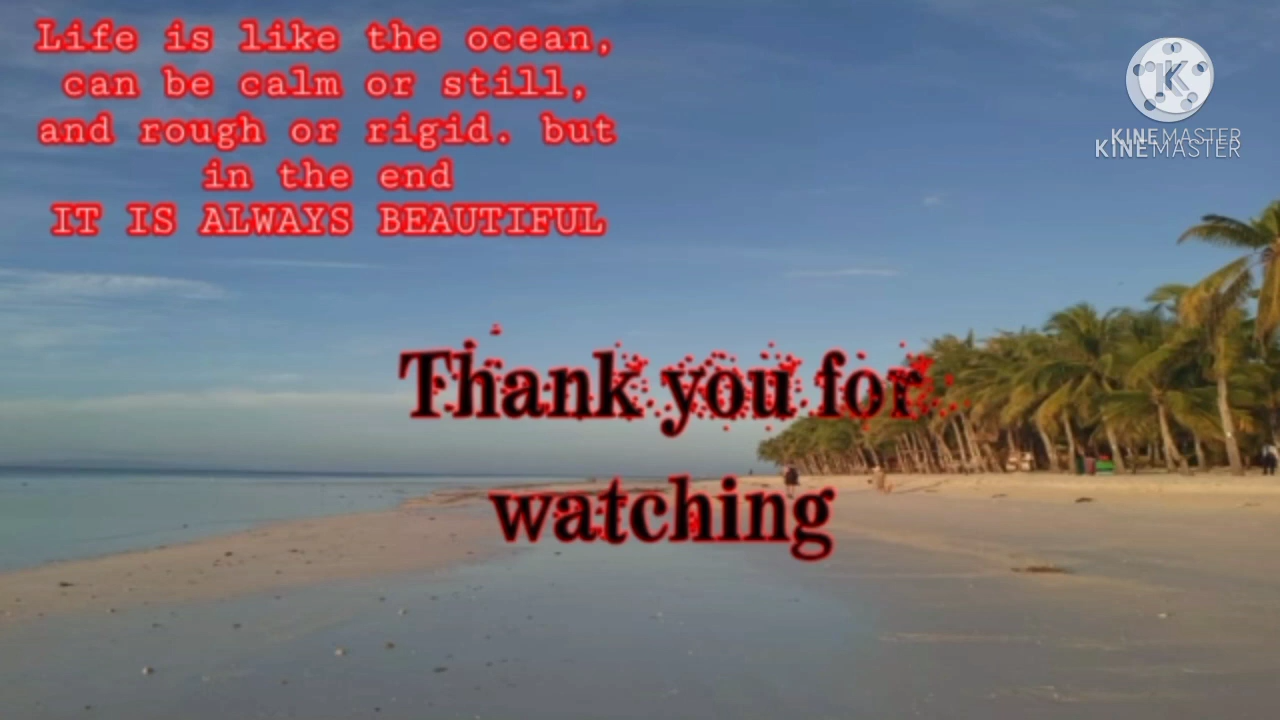 Life is like the ocean,
can be calm or still,
and rough or rigid. but
in the end
IT IS ALWAYS BEAUTIFUL
K
KINEMASTER
KINEMASTER
Thank you for
watching